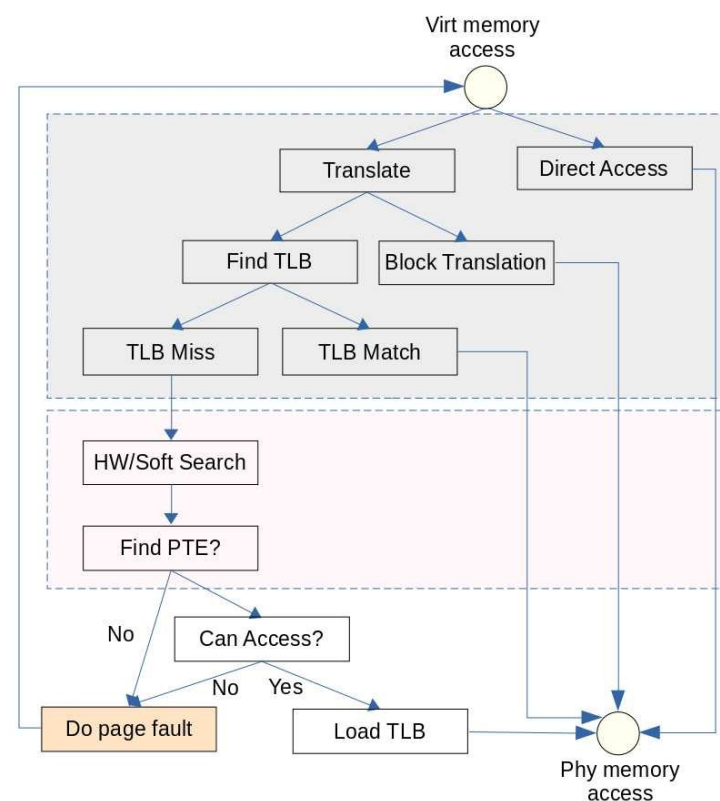 Virt memory
access
Translate
Direct Access
Find TLB
Block Translation
TLB Miss
TLB Match
HW/Soft Search
Find PTE?
No
Can Access?
No
Yes
Do page fault
Load TLB
Phy memory
access